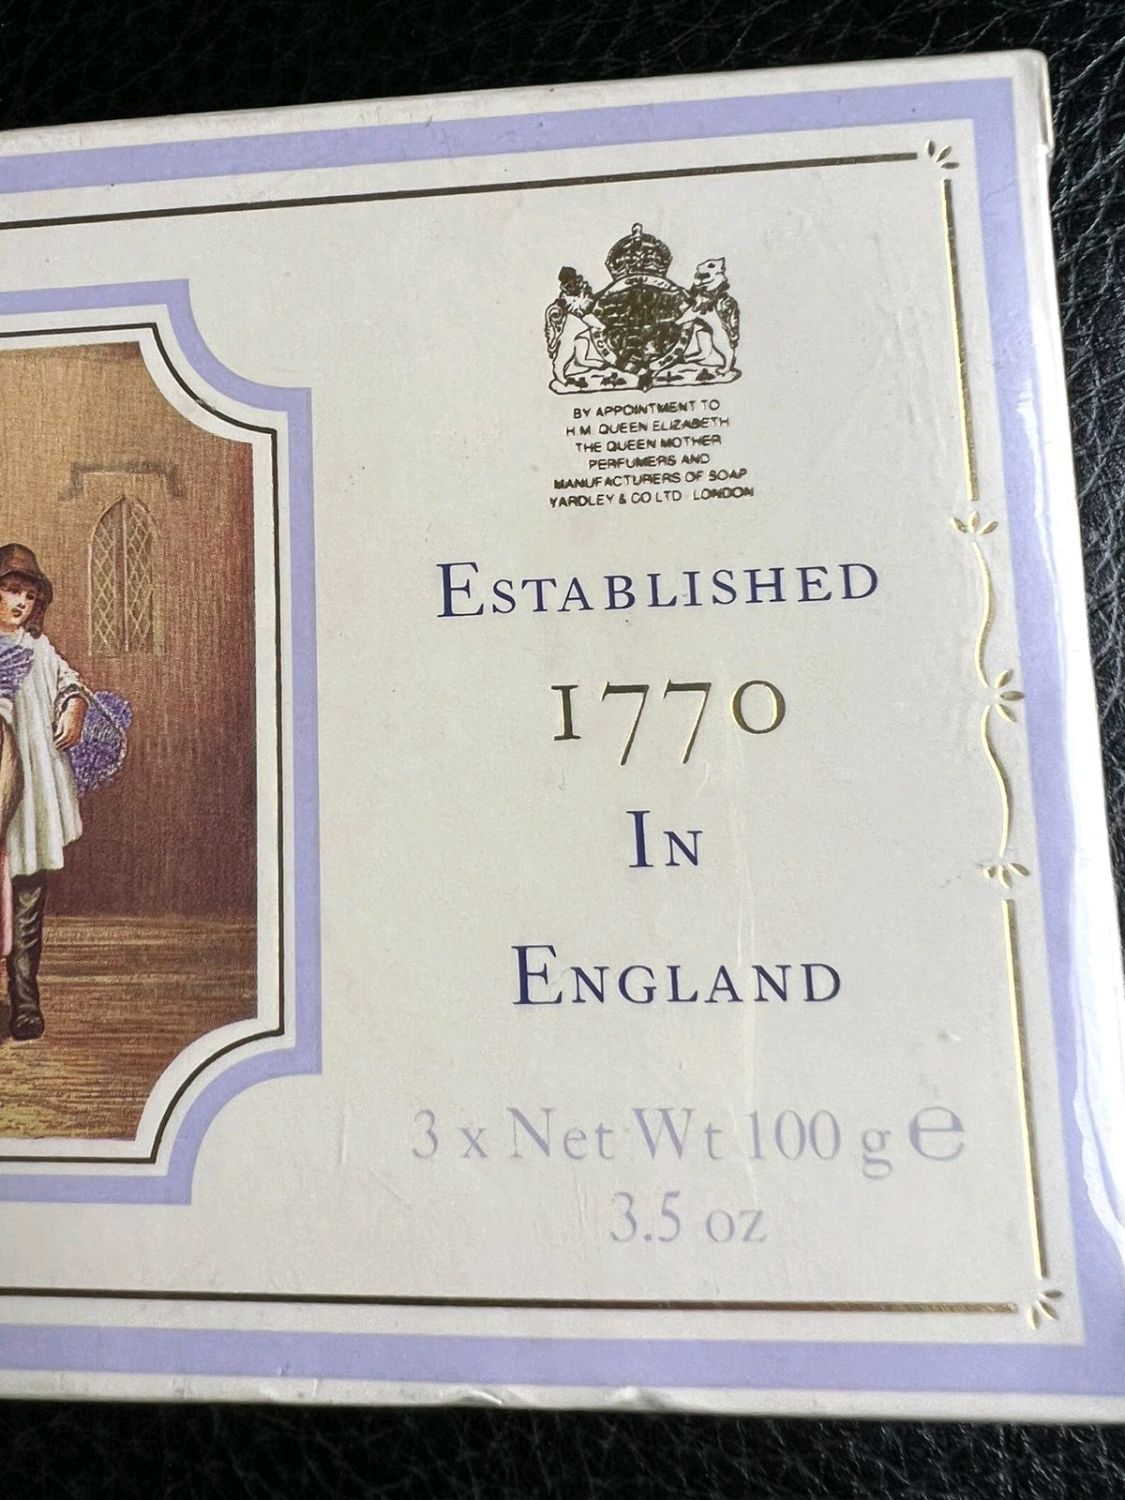 BY APPOINTMENT TO
H M QUEEN ELIZABETH
THE QUEEN MOTHER
PERFUMERS AND
MANUFACTURERS OF SOAP
YARDLEY & CO LTD LONDON
ESTABLISHED
1770
IN
ENGLAND
3 x Net Wt 100 g ℮
3.5 oz